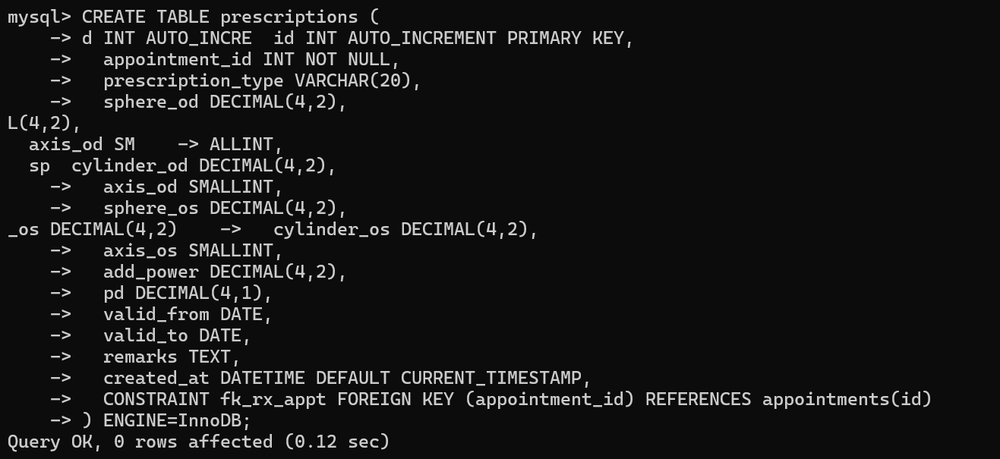 mysql> CREATE TABLE prescriptions (
    -> d INT AUTO_INCRE  id INT AUTO_INCREMENT PRIMARY KEY,
    ->   appointment_id INT NOT NULL,
    ->   prescription_type VARCHAR(20),
    ->   sphere_od DECIMAL(4,2),
L(4,2),
  axis_od SM    -> ALLINT,
  sp  cylinder_od DECIMAL(4,2),
    ->   axis_od SMALLINT,
    ->   sphere_os DECIMAL(4,2),
_os DECIMAL(4,2)    ->   cylinder_os DECIMAL(4,2),
    ->   axis_os SMALLINT,
    ->   add_power DECIMAL(4,2),
    ->   pd DECIMAL(4,1),
    ->   valid_from DATE,
    ->   valid_to DATE,
    ->   remarks TEXT,
    ->   created_at DATETIME DEFAULT CURRENT_TIMESTAMP,
    ->   CONSTRAINT fk_rx_appt FOREIGN KEY (appointment_id) REFERENCES appointments(id)
    -> ) ENGINE=InnoDB;
Query OK, 0 rows affected (0.12 sec)